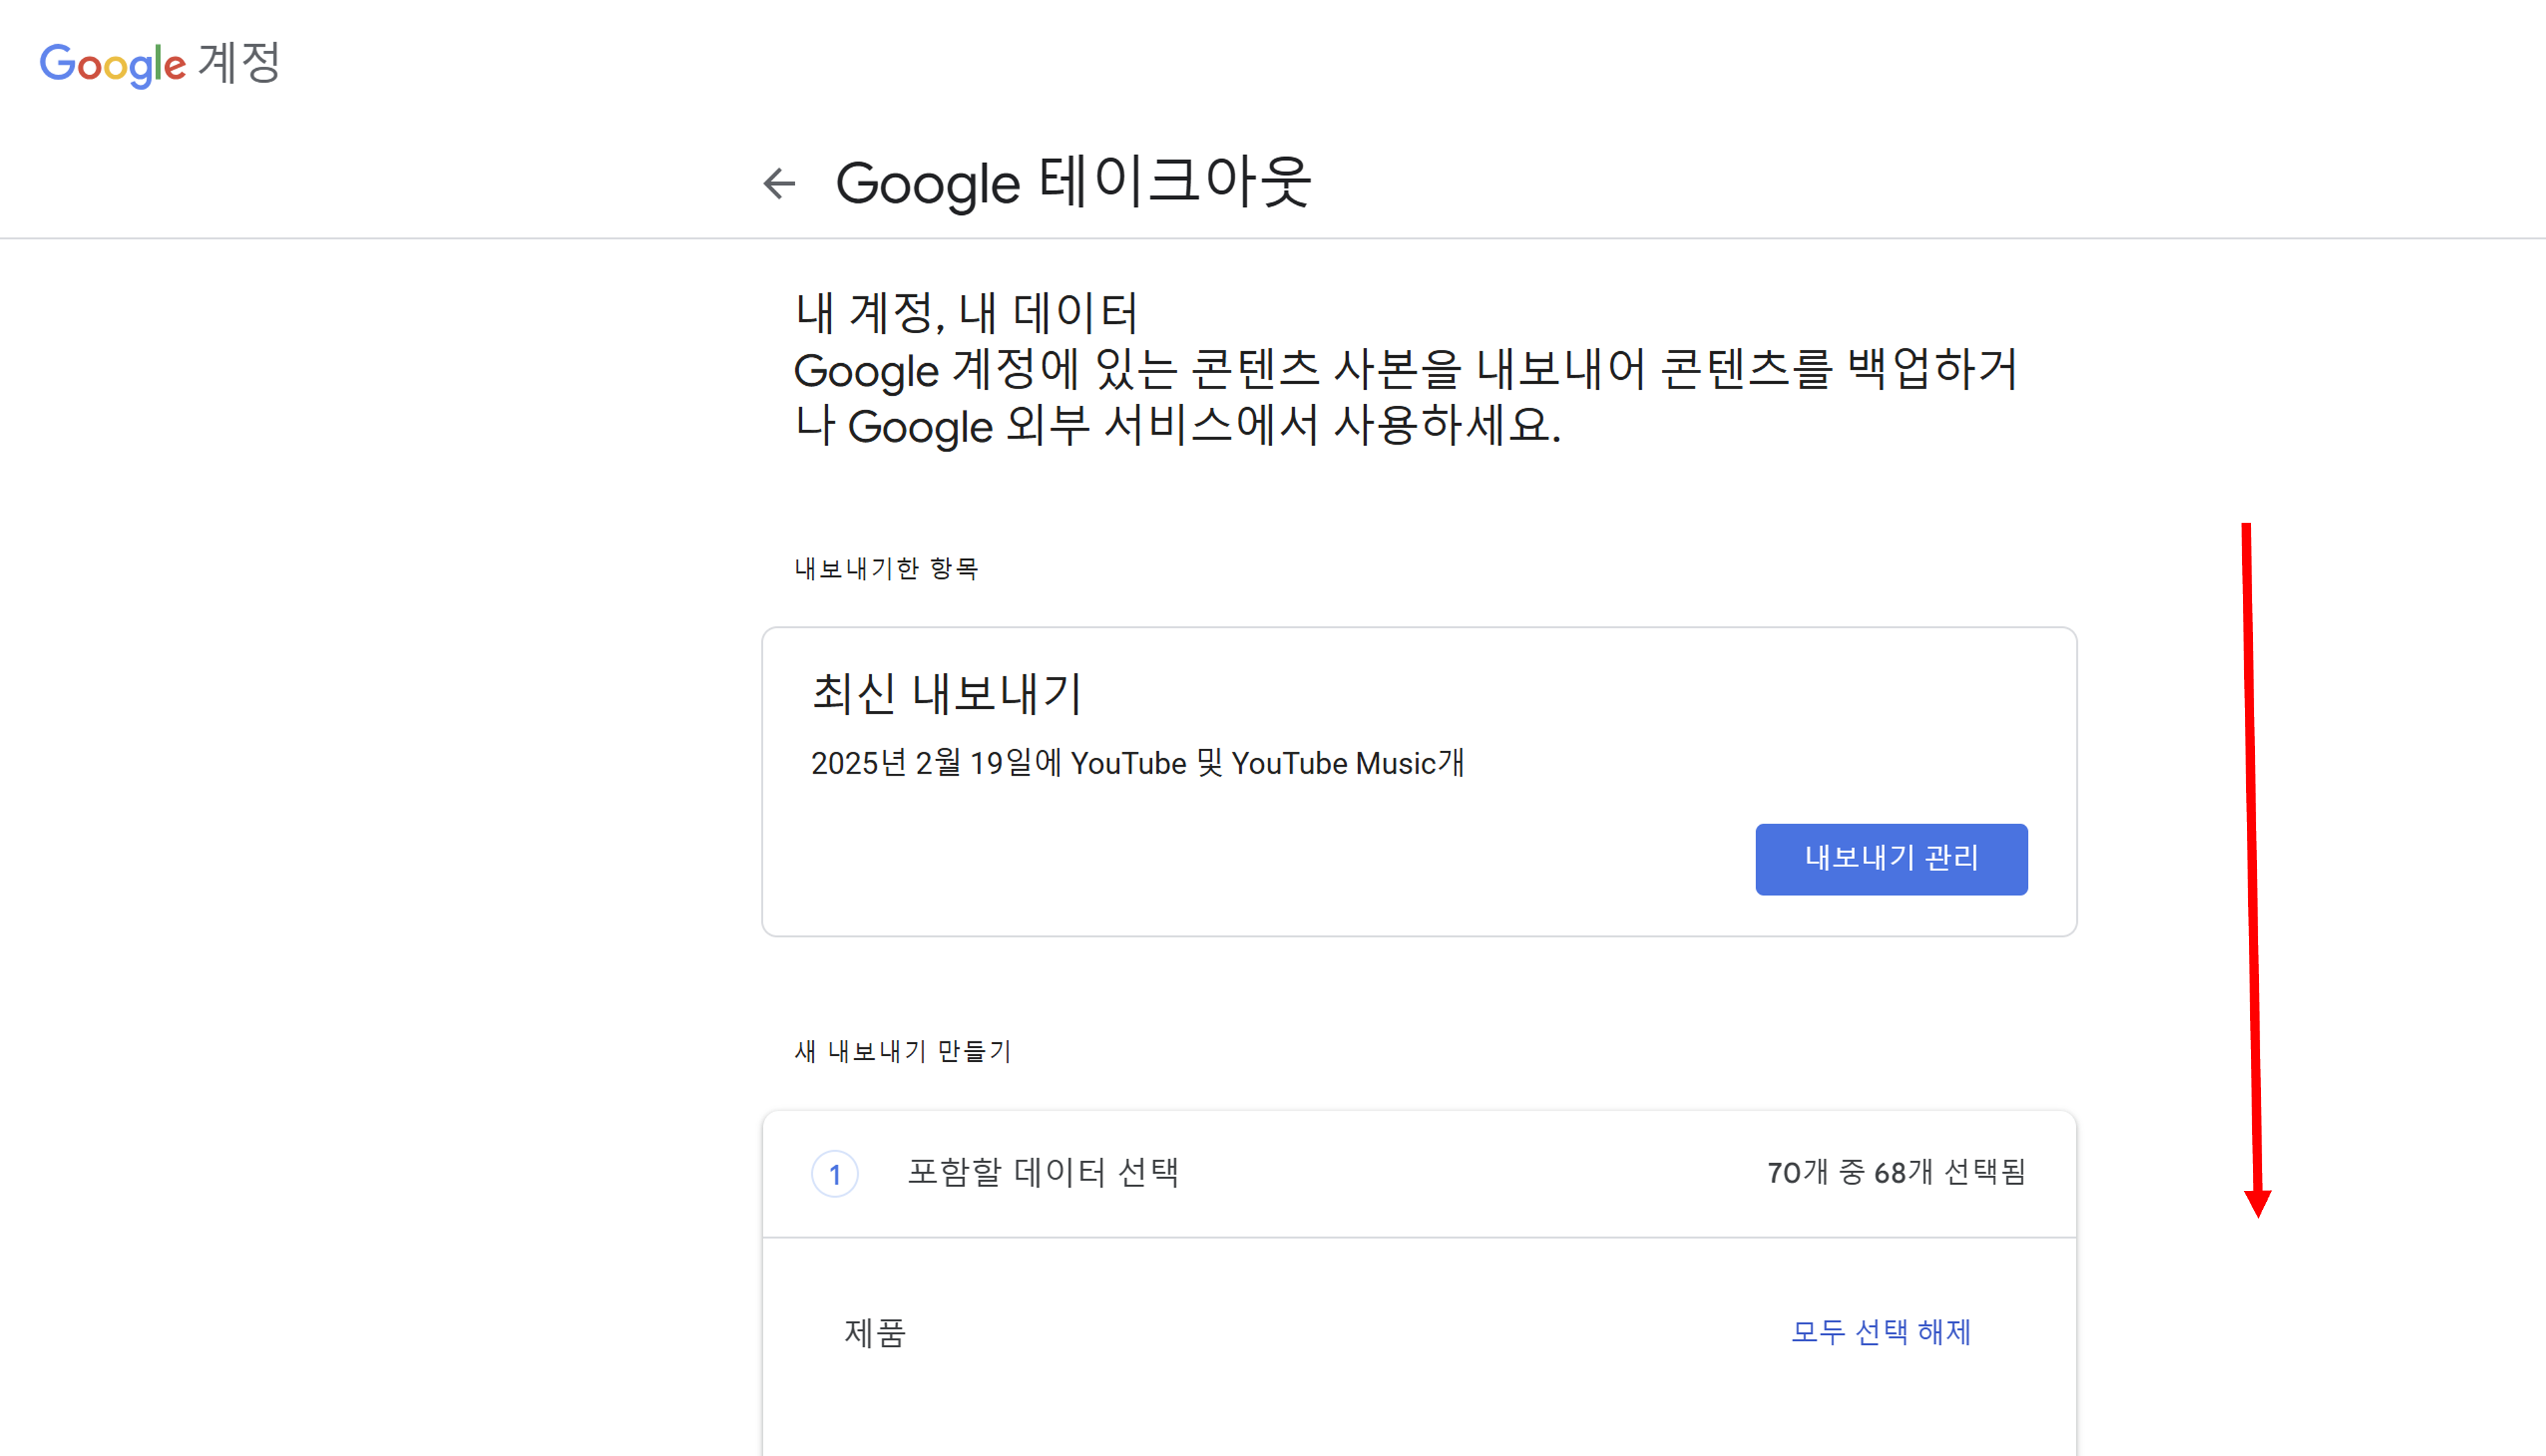 Google 계정
Google 테이크아웃
내 계정, 내 데이터
Google 계정에 있는 콘텐츠 사본을 내보내어 콘텐츠를 백업하거
나 Google 외부 서비스에서 사용하세요.
내보내기한 항목
최신 내보내기
2025년 2월 19일에 YouTube 및 YouTube Music개
내보내기 관리
새 내보내기 만들기
1 포함할 데이터 선택 70개 중 68개 선택됨
제품 모두 선택 해제